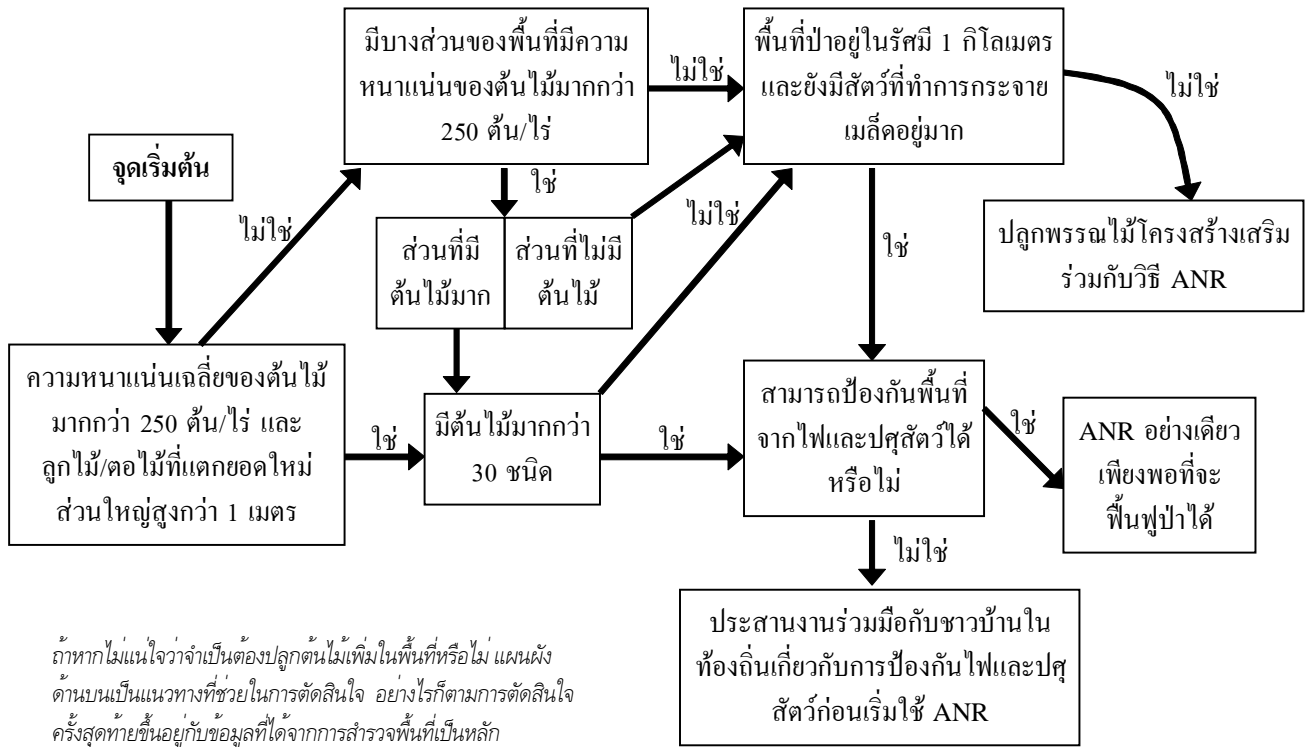 มีบางส่วนของพื้นที่มีความ
หนาแน่นของต้นไม้มากกว่า
250 ต้น/ไร่
ไม่ใช่
พื้นที่ป่าอยู่ในรัศมี 1 กิโลเมตร
และยังมีสัตว์ที่ทำการกระจาย
เมล็ดอยู่มาก
ไม่ใช่
จุดเริ่มต้น
ไม่ใช่
ใช่
ส่วนที่มี
ต้นไม้มาก
ส่วนที่ไม่มี
ต้นไม้
ไม่ใช่
ใช่
ปลูกพรรณไม้โครงสร้างเสริม
ร่วมกับวิธี ANR
ความหนาแน่นเฉลี่ยของต้นไม้
มากกว่า 250 ต้น/ไร่ และ
ลูกไม้/ตอไม้ที่แตกยอดใหม่
ส่วนใหญ่สูงกว่า 1 เมตร
ใช่
มีต้นไม้มากกว่า
30 ชนิด
ใช่
สามารถป้องกันพื้นที่
จากไฟและปศุสัตว์ได้
หรือไม่
ใช่
ANR อย่างเดียว
เพียงพอที่จะ
ฟื้นฟูป่าได้
ไม่ใช่
ประสานงานร่วมมือกับชาวบ้านใน
ท้องถิ่นเกี่ยวกับการป้องกันไฟและปศุ
สัตว์ก่อนเริ่มใช้ ANR
ถ้าหากไม่แน่ใจว่าจำเป็นต้องปลูกต้นไม้เพิ่มในพื้นที่หรือไม่ แผนผัง
ด้านบนเป็นแนวทางที่ช่วยในการตัดสินใจ อย่างไรก็ตามการตัดสินใจ
ครั้งสุดท้ายขึ้นอยู่กับข้อมูลที่ได้จากการสำรวจพื้นที่เป็นหลัก